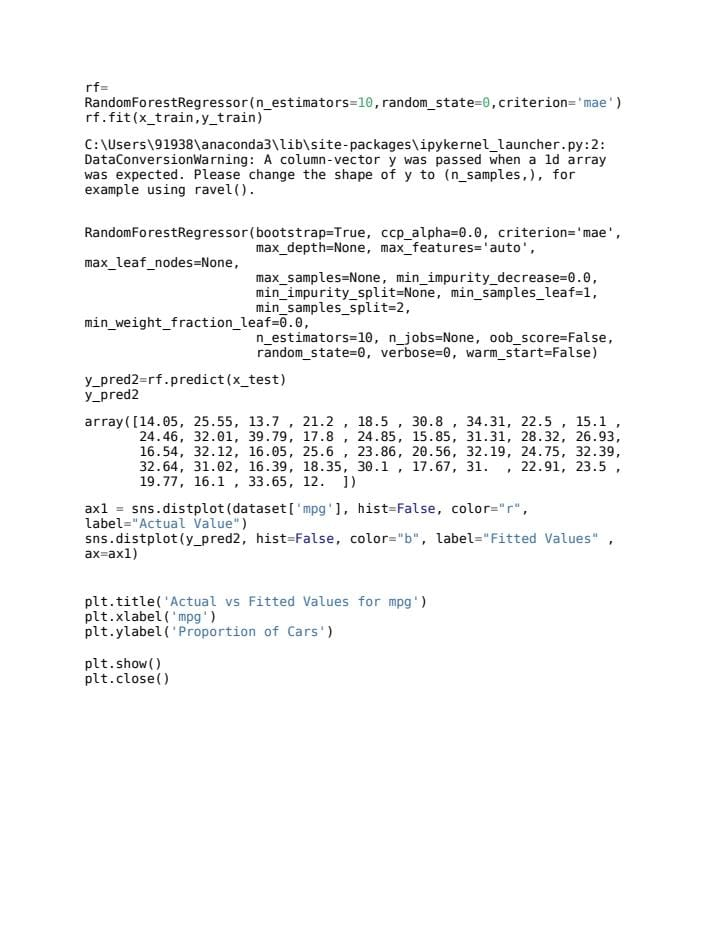 rf=
RandomForestRegressor(n_estimators=10,random_state=0,criterion='mae')
rf.fit(x_train,y_train)
C:\Users\91938\anaconda3\lib\site-packages\ipykernel_launcher.py:2:
DataConversionWarning: A column-vector y was passed when a 1d array
was expected. Please change the shape of y to (n_samples,), for
example using ravel().
RandomForestRegressor(bootstrap=True, ccp_alpha=0.0, criterion='mae',
                      max_depth=None, max_features='auto',
max_leaf_nodes=None,
                      max_samples=None, min_impurity_decrease=0.0,
                      min_impurity_split=None, min_samples_leaf=1,
                      min_samples_split=2,
min_weight_fraction_leaf=0.0,
                      n_estimators=10, n_jobs=None, oob_score=False,
                      random_state=0, verbose=0, warm_start=False)
y_pred2=rf.predict(x_test)
y_pred2
array([14.05, 25.55, 13.7 , 21.2 , 18.5 , 30.8 , 34.31, 22.5 , 15.1 ,
       24.46, 32.01, 39.79, 17.8 , 24.85, 15.85, 31.31, 28.32, 26.93,
       16.54, 32.12, 16.05, 25.6 , 23.86, 20.56, 32.19, 24.75, 32.39,
       32.64, 31.02, 16.39, 18.35, 30.1 , 17.67, 31.  , 22.91, 23.5 ,
       19.77, 16.1 , 33.65, 12.  ])
ax1 = sns.distplot(dataset['mpg'], hist=False, color="r",
label="Actual Value")
sns.distplot(y_pred2, hist=False, color="b", label="Fitted Values" ,
ax=ax1)
plt.title('Actual vs Fitted Values for mpg')
plt.xlabel('mpg')
plt.ylabel('Proportion of Cars')
plt.show()
plt.close()